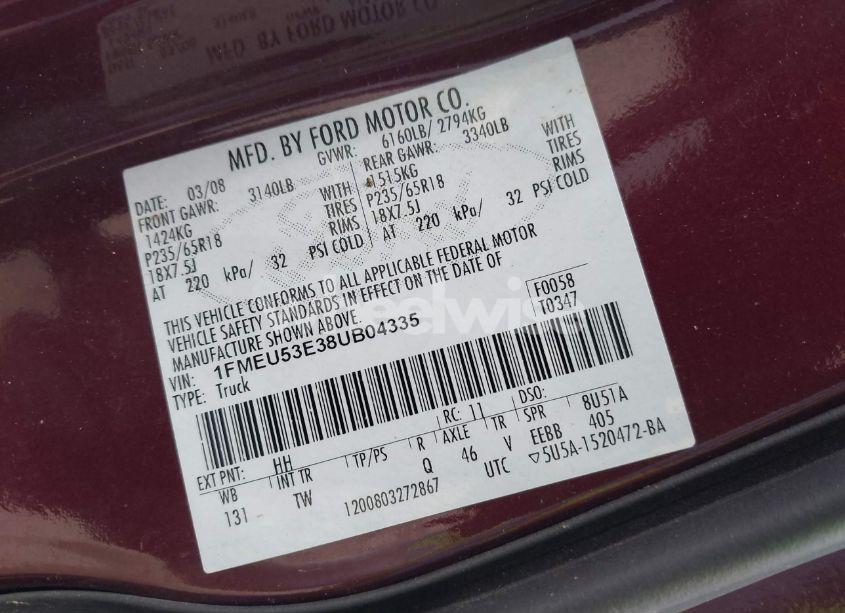 MFD. BY FORD MOTOR CO.
DATE: 03/08 GVWR: 6160LB/ 2794KG
FRONT GAWR: 3140LB REAR GAWR: 3340LB
1424KG WITH 1515KG WITH
P235/65R18 TIRES P235/65R18 TIRES
18X7.5J RIMS 18X7.5J RIMS
AT 220 kPa/ 32 PSI COLD AT 220 kPa/ 32 PSI COLD
THIS VEHICLE CONFORMS TO ALL APPLICABLE FEDERAL MOTOR
VEHICLE SAFETY STANDARDS IN EFFECT ON THE DATE OF
MANUFACTURE SHOWN ABOVE.
VIN: 1FMEU53E38UB04335 F0058
TYPE: Truck T0347
EXT PNT: HH RC: 11 DSO: 8U51A
WB INT TR TP/PS R AXLE TR SPR
131 TW Q 46 V EEBB 405
1200803272867 UTC ▽5U5A-1520472-BA